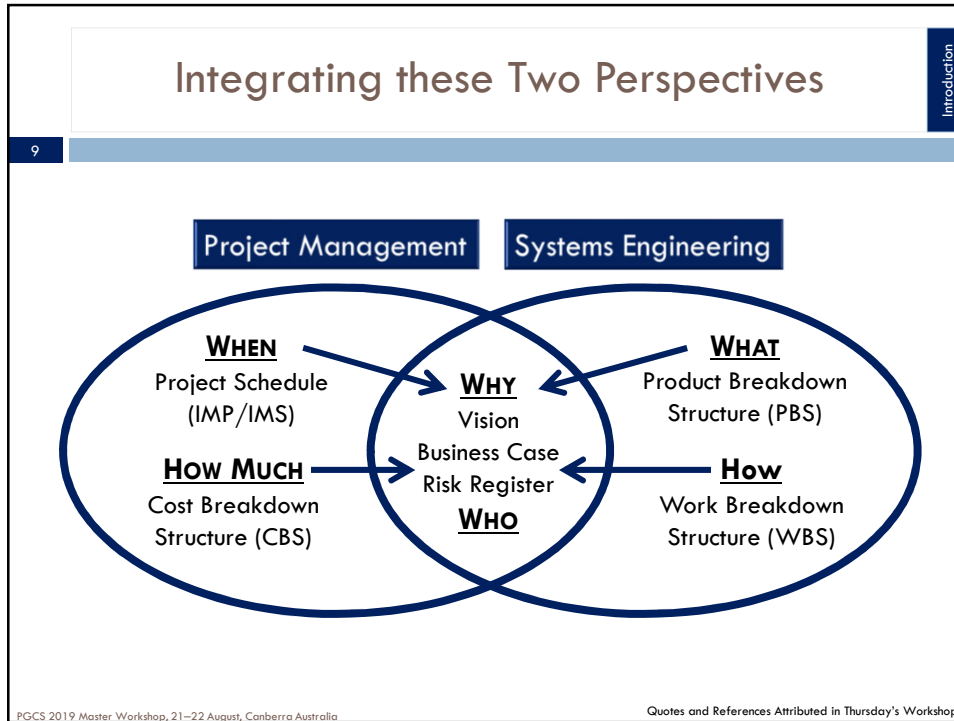 Integrating these Two Perspectives
Introduction
9
Project Management
Systems Engineering
WHEN
Project Schedule
(IMP/IMS)
HOW MUCH
Cost Breakdown
Structure (CBS)
WHY
Vision
Business Case
Risk Register
WHO
WHAT
Product Breakdown
Structure (PBS)
How
Work Breakdown
Structure (WBS)
PGCS 2019 Master Workshop, 21–22 August, Canberra Australia
Quotes and References Attributed in Thursday's Workshop